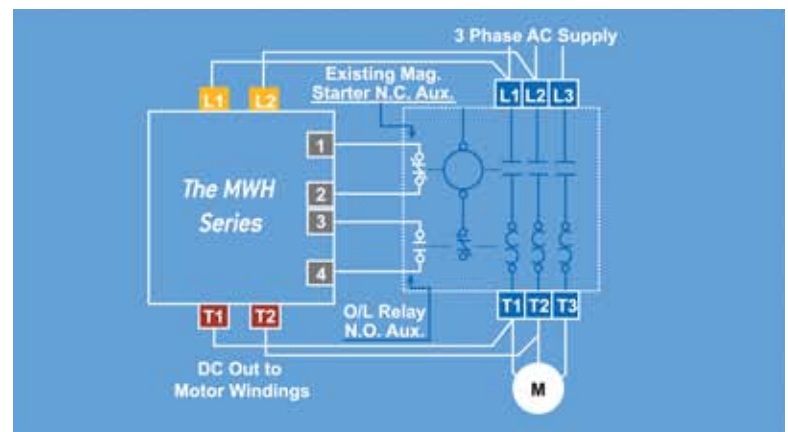 3 Phase AC Supply
Existing Mag.
Starter N.C. Aux.
L1 L2
L1 L2 L3
1
The MWH
Series
2
3
4
T1 T2
O/L Relay
N.O. Aux.
T1 T2 T3
DC Out to
Motor Windings
M